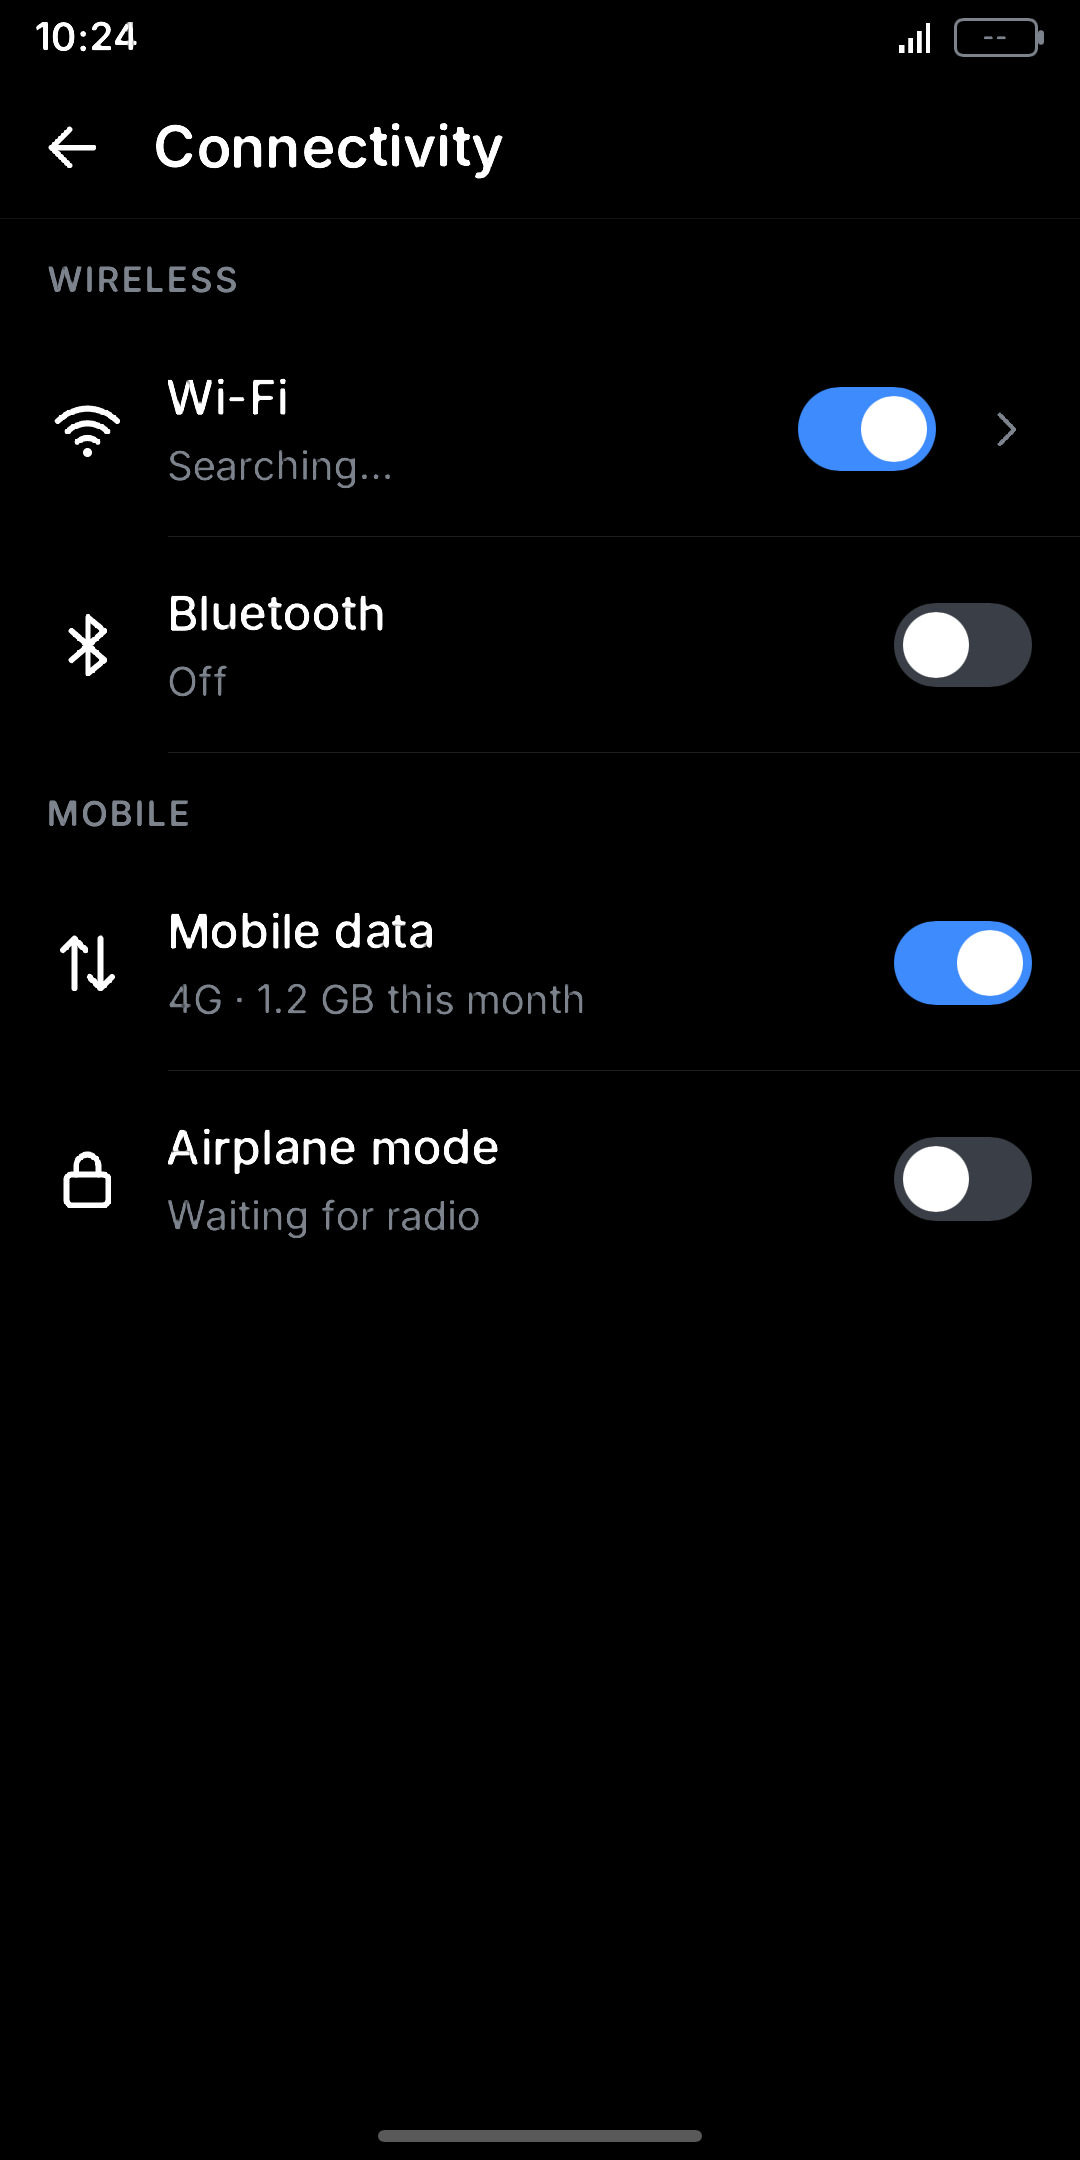 10:24
--
Connectivity
WIRELESS
Wi-Fi
Searching...
Bluetooth
Off
MOBILE
Mobile data
4G · 1.2 GB this month
Airplane mode
Waiting for radio